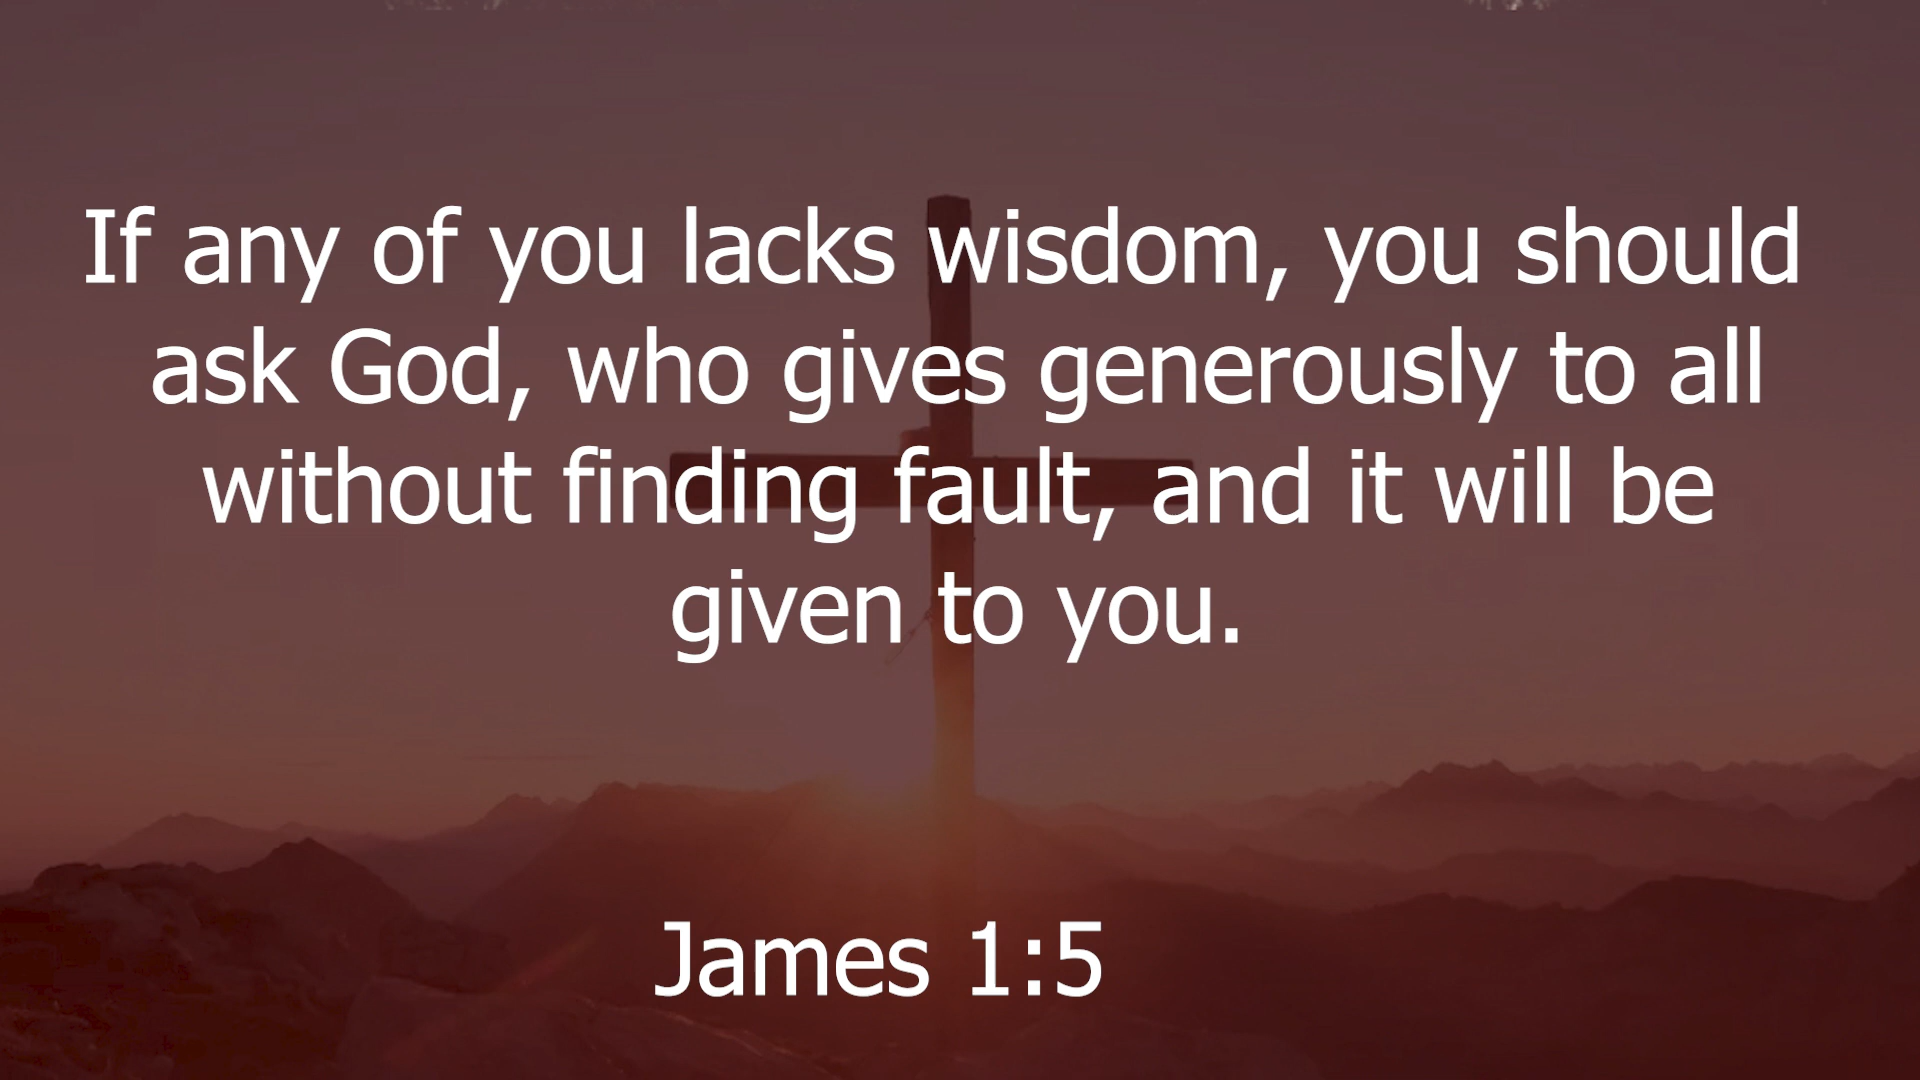 If any of you lacks wisdom, you should
ask God, who gives generously to all
without finding fault, and it will be
given to you.
James 1:5